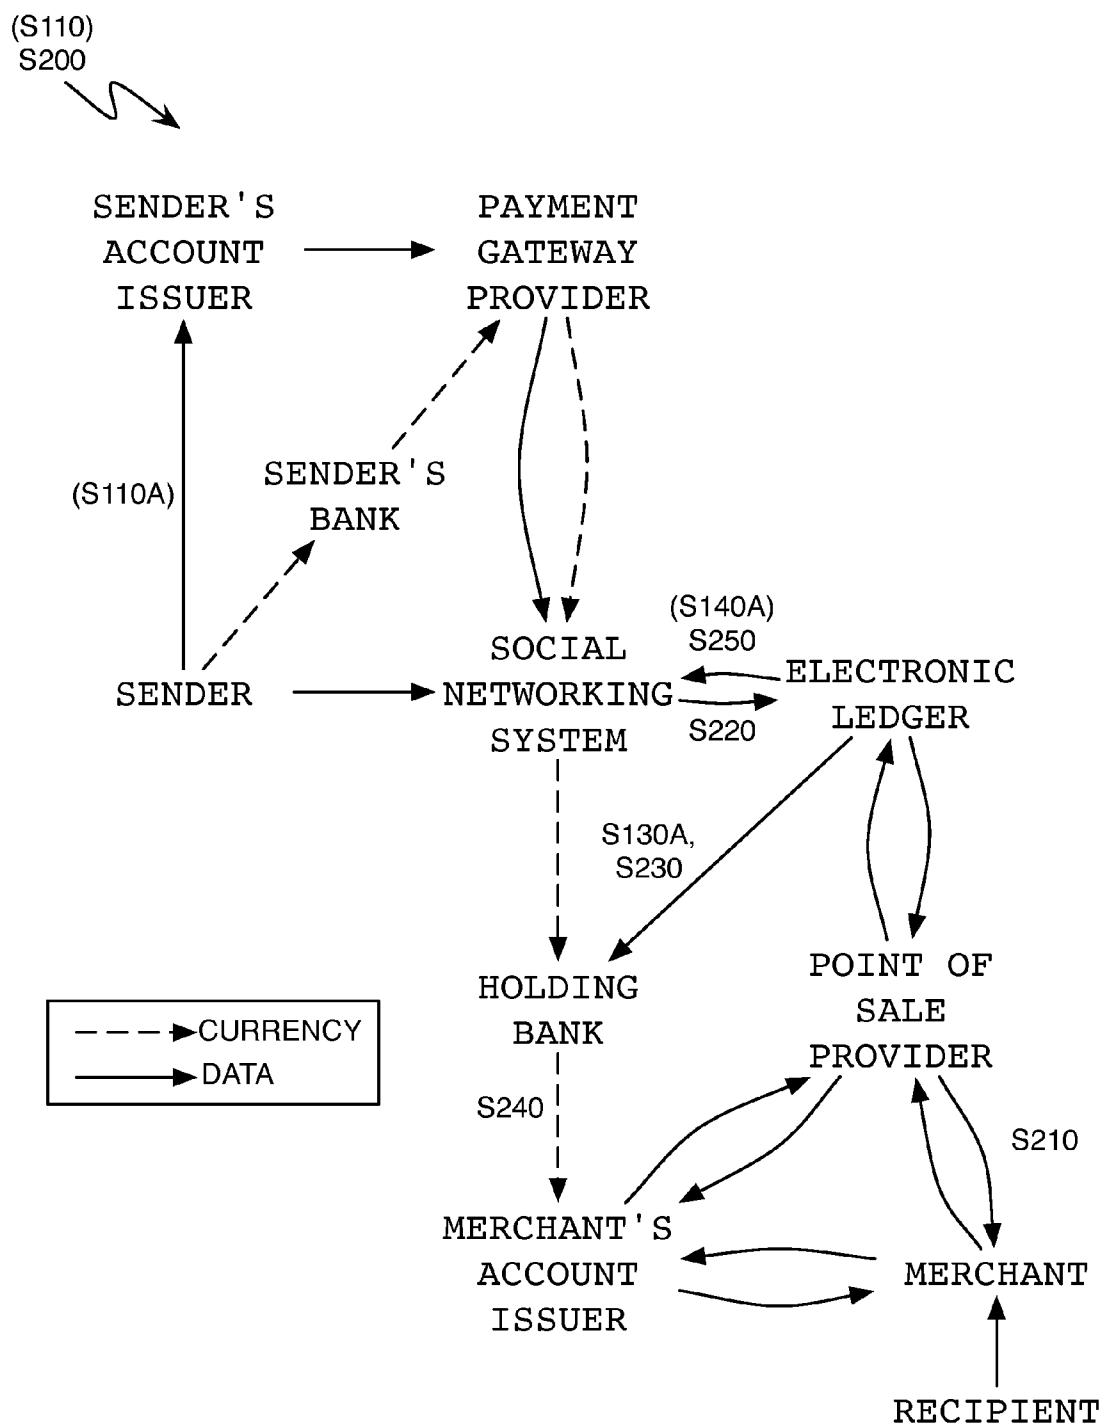 (S110)
S200
SENDER'S
ACCOUNT
ISSUER
PAYMENT
GATEWAY
PROVIDER
(S110A)
SENDER'S
BANK
SENDER
SOCIAL
NETWORKING
SYSTEM
(S140A)
S250
S220
ELECTRONIC
LEDGER
S130A,
S230
HOLDING
BANK
POINT OF
SALE
PROVIDER
CURRENCY
DATA
S240
S210
MERCHANT'S
ACCOUNT
ISSUER
MERCHANT
RECIPIENT